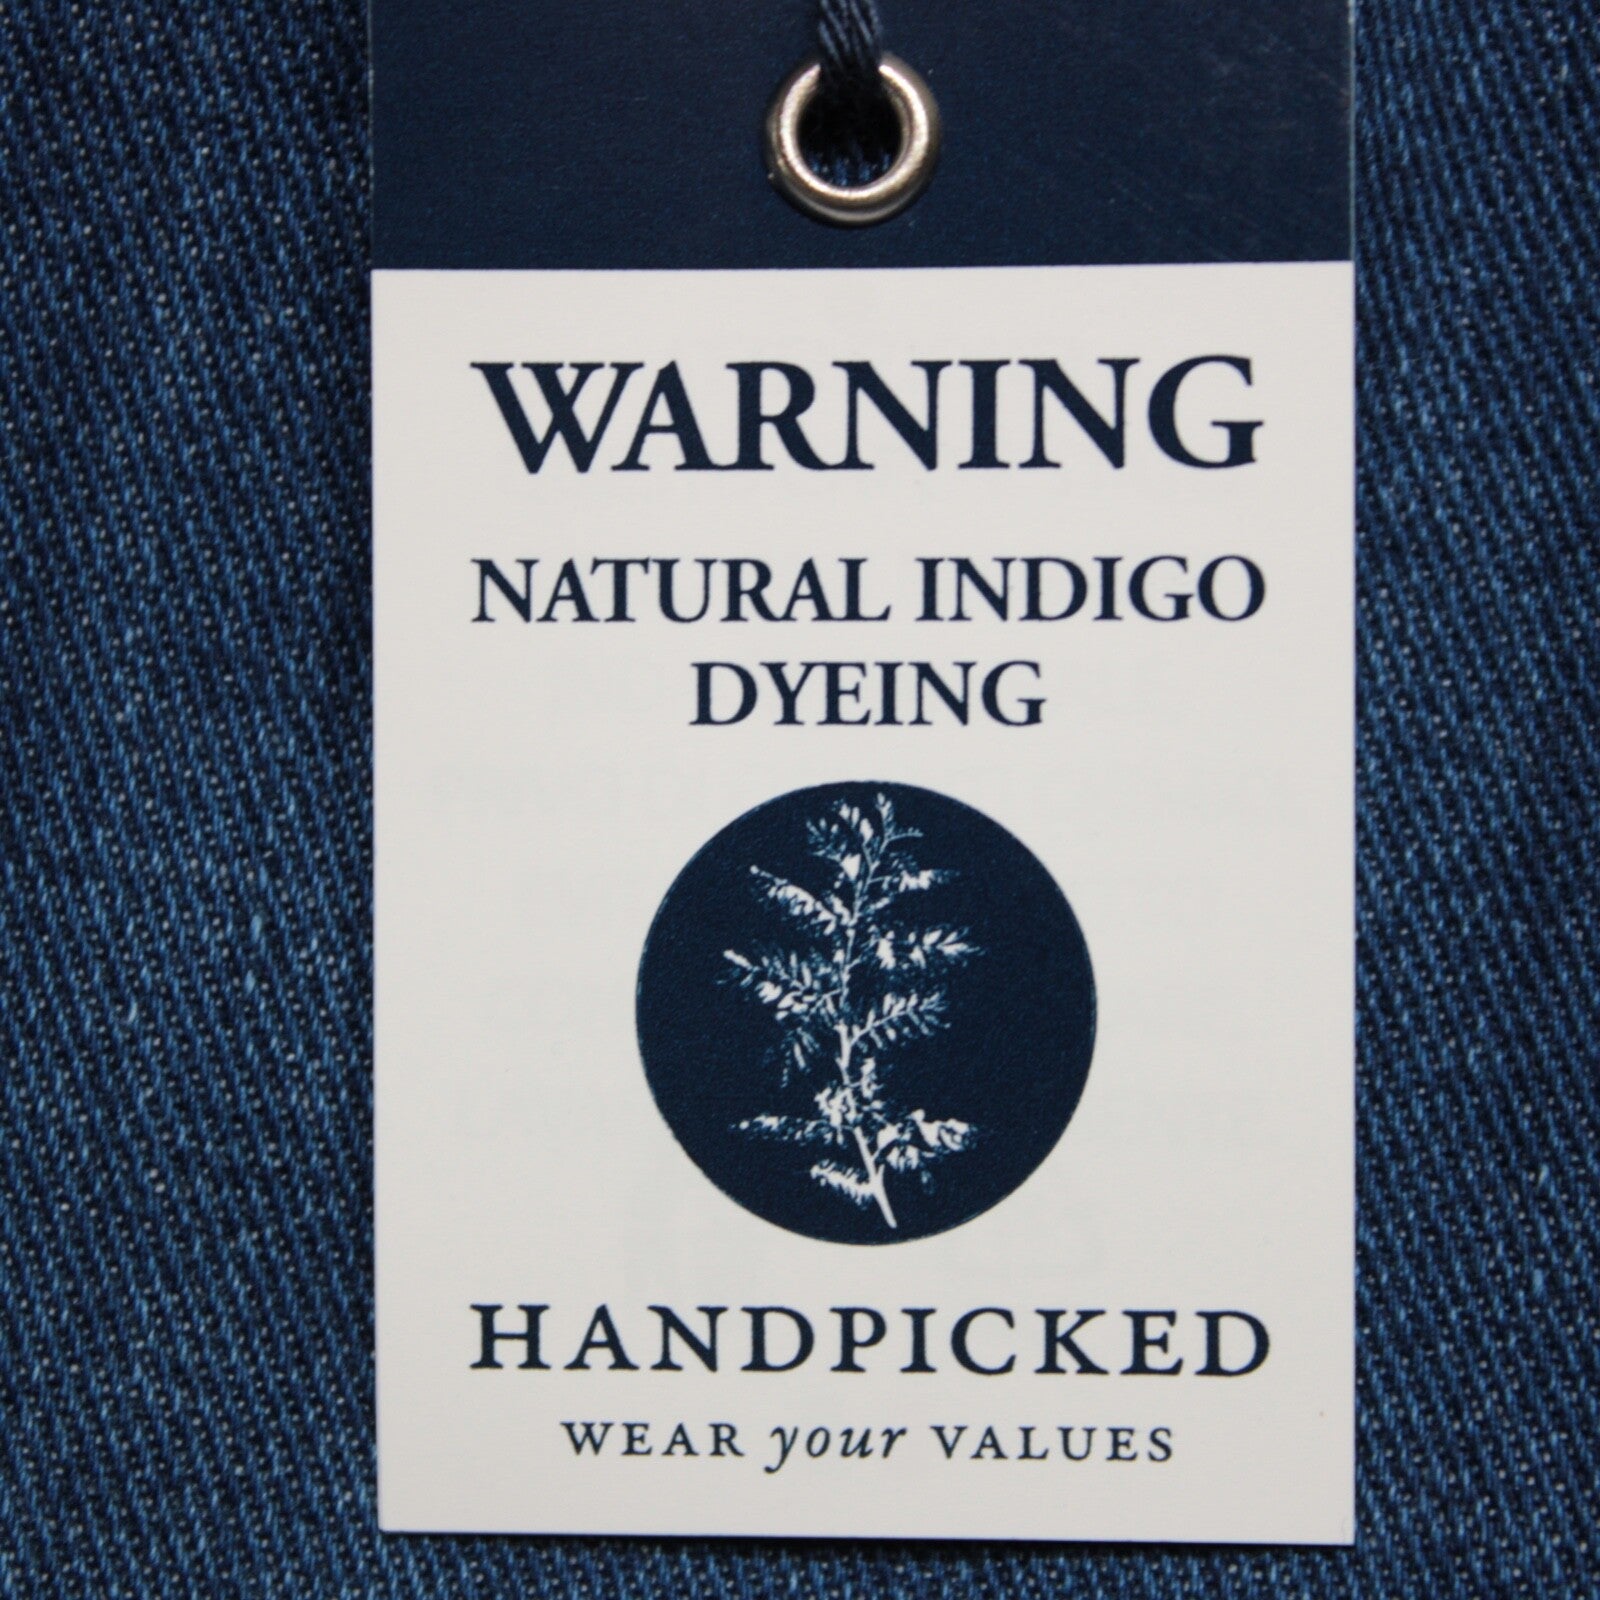 WARNING
NATURAL INDIGO
DYEING
HANDPICKED
WEAR your VALUES